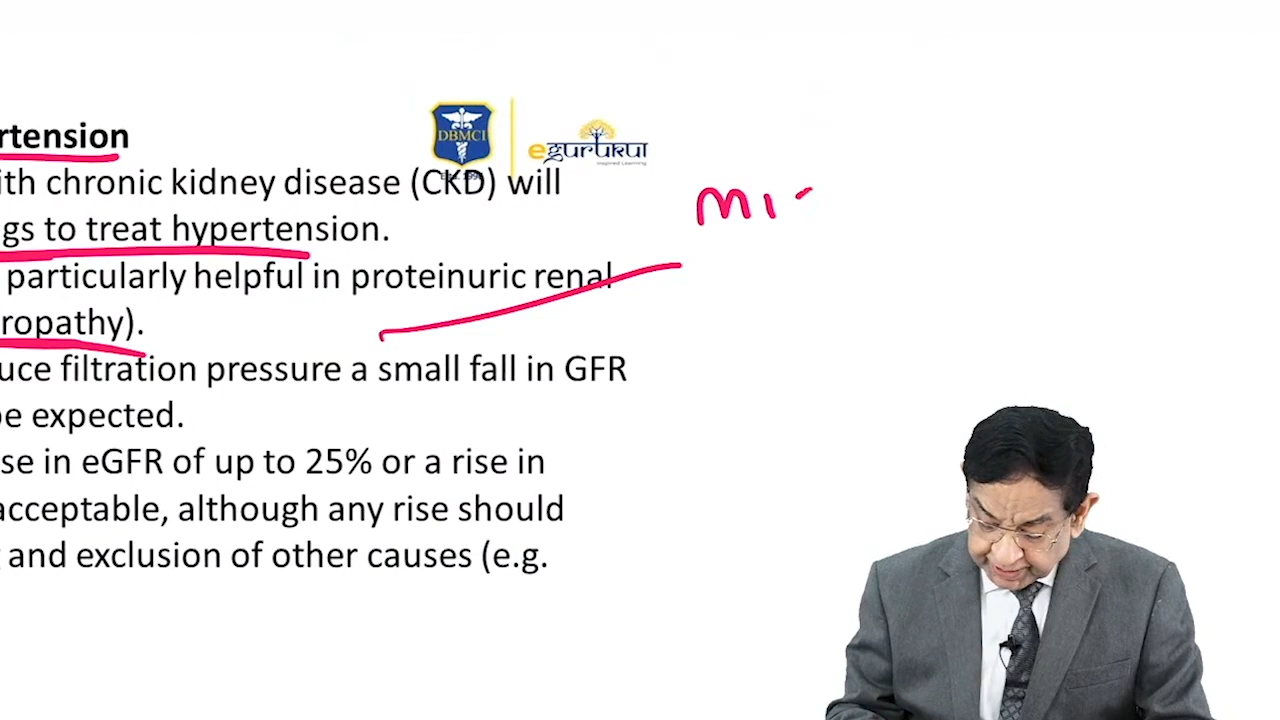 rtension
DBMCI
egurukul
Inspired Learning
ith chronic kidney disease (CKD) will
gs to treat hypertension.
particularly helpful in proteinuric renal
ropathy).
uce filtration pressure a small fall in GFR
be expected.
se in eGFR of up to 25% or a rise in
acceptable, although any rise should
and exclusion of other causes (e.g.